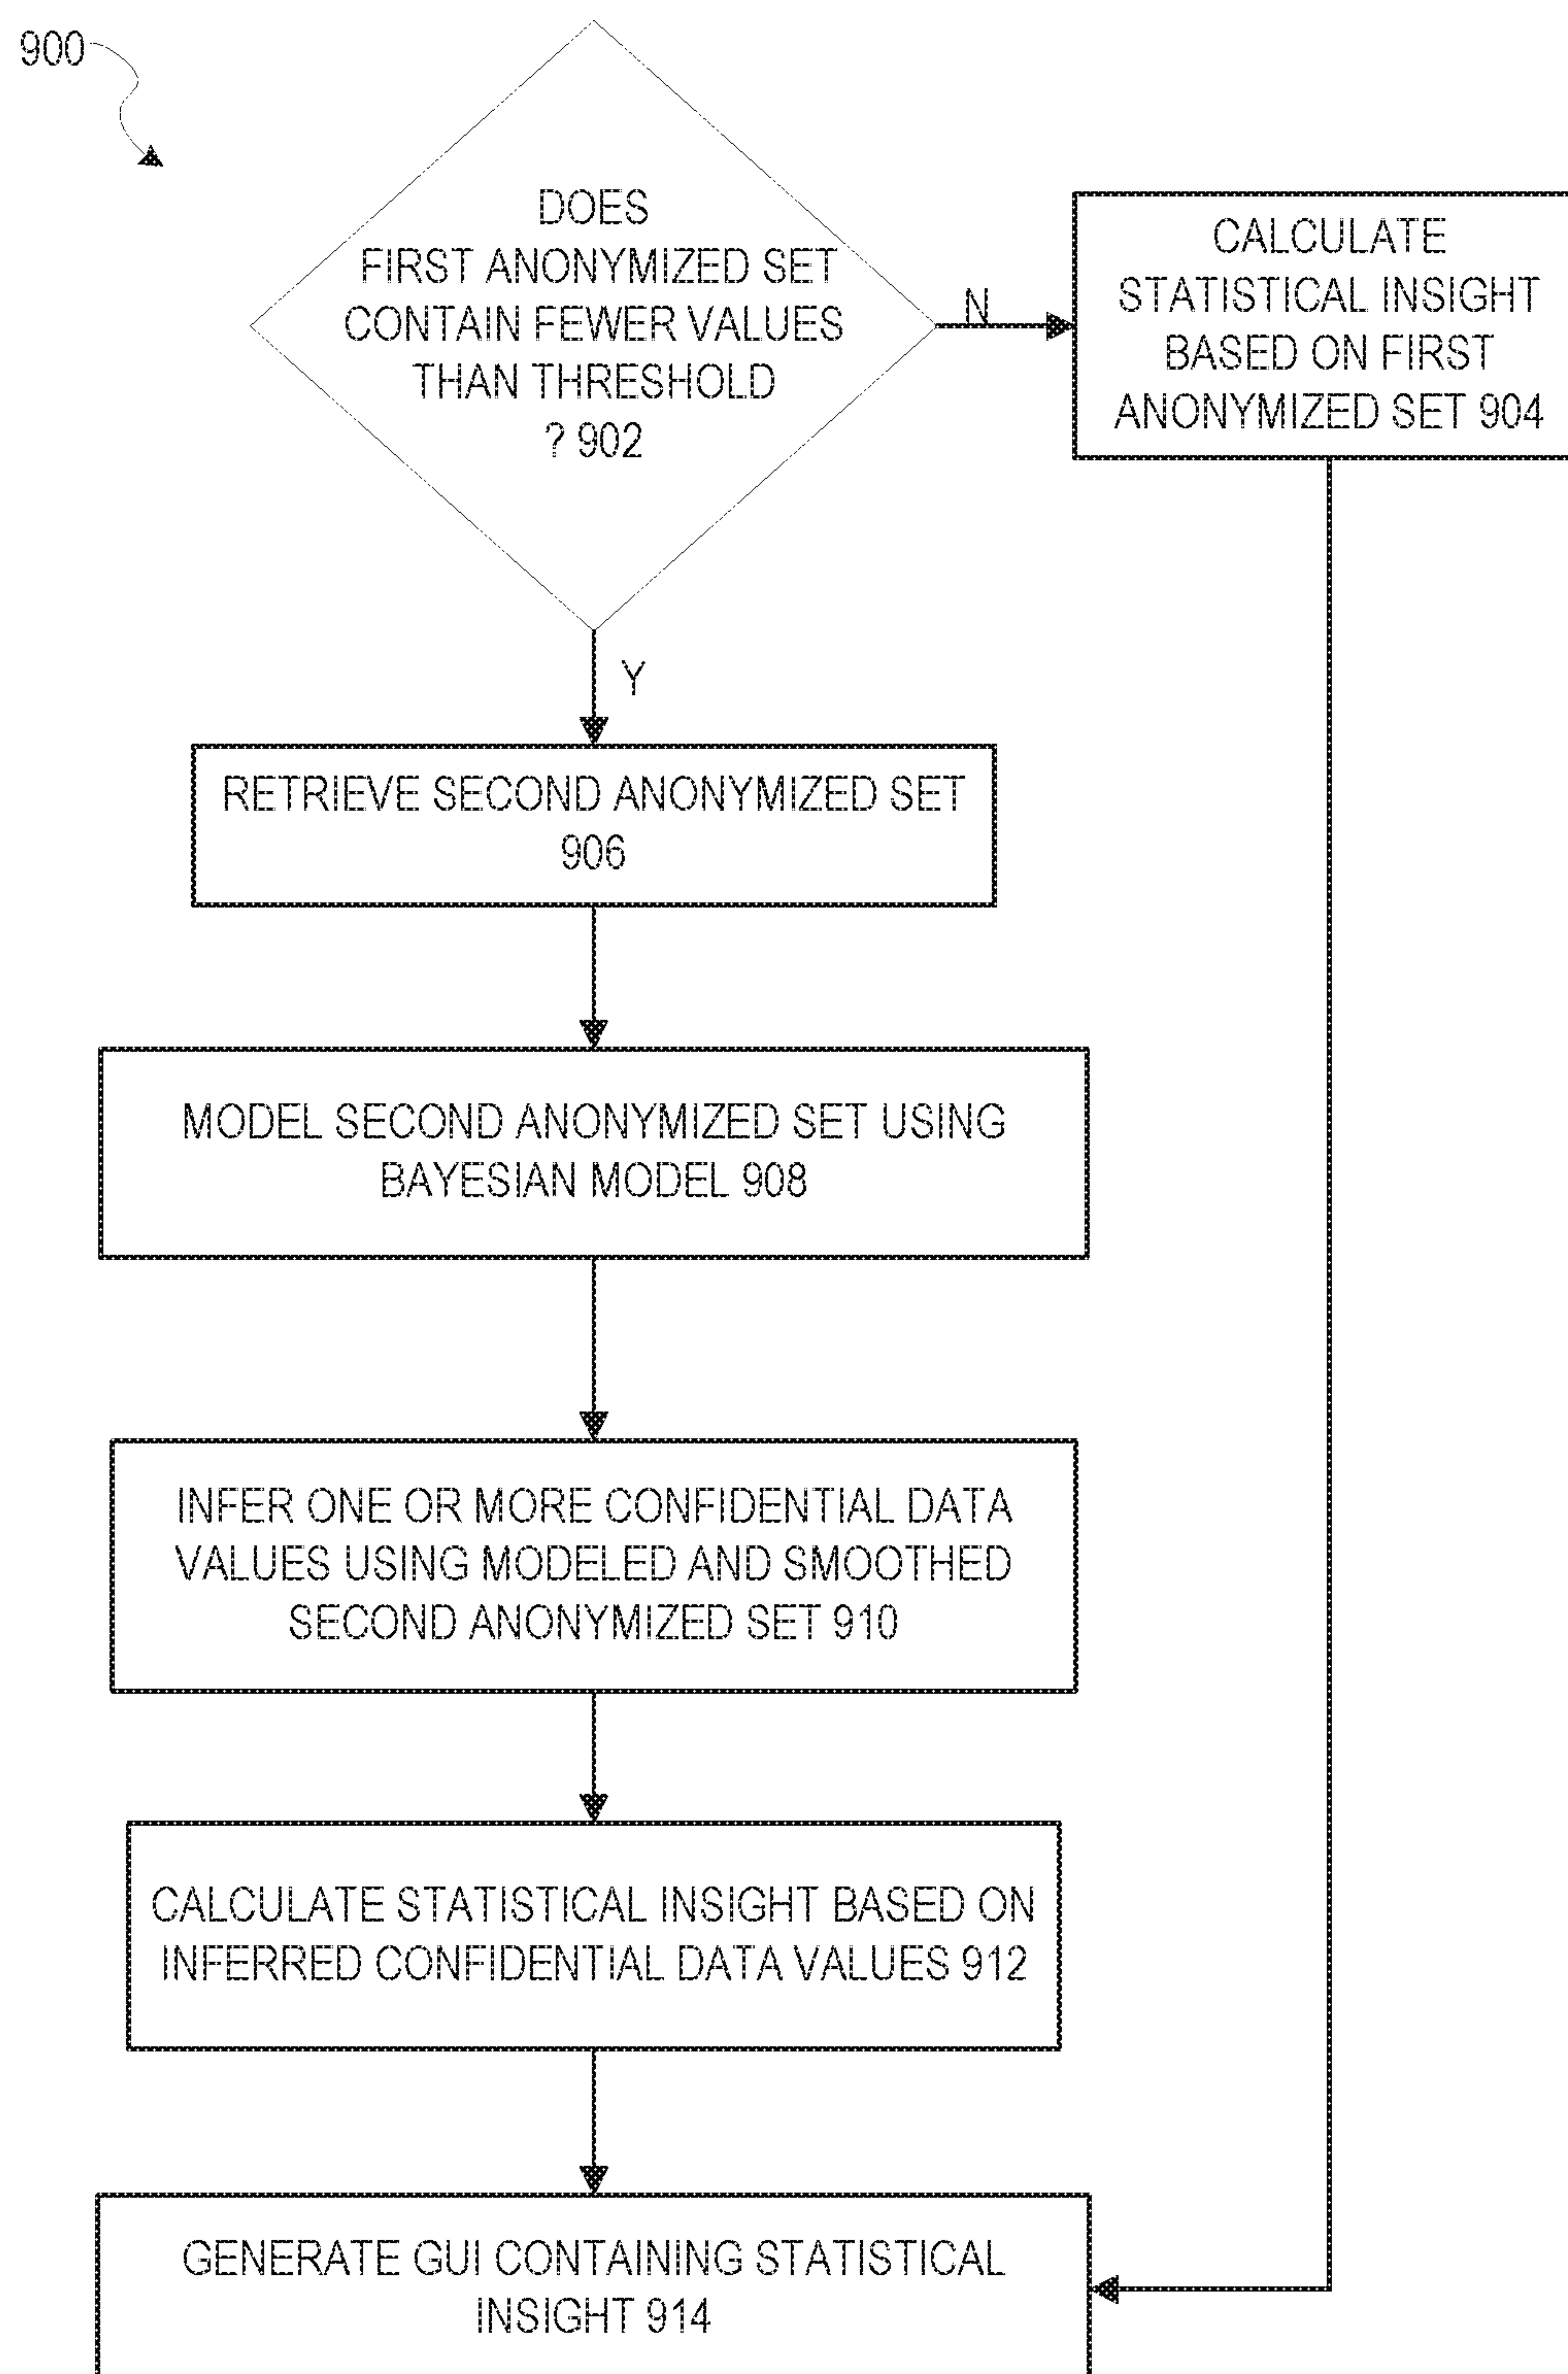 900
DOES
FIRST ANONYMIZED SET
CONTAIN FEWER VALUES
THAN THRESHOLD
? 902
N
CALCULATE
STATISTICAL INSIGHT
BASED ON FIRST
ANONYMIZED SET 904
Y
RETRIEVE SECOND ANONYMIZED SET
906
MODEL SECOND ANONYMIZED SET USING
BAYESIAN MODEL 908
INFER ONE OR MORE CONFIDENTIAL DATA
VALUES USING MODELED AND SMOOTHED
SECOND ANONYMIZED SET 910
CALCULATE STATISTICAL INSIGHT BASED ON
INFERRED CONFIDENTIAL DATA VALUES 912
GENERATE GUI CONTAINING STATISTICAL
INSIGHT 914